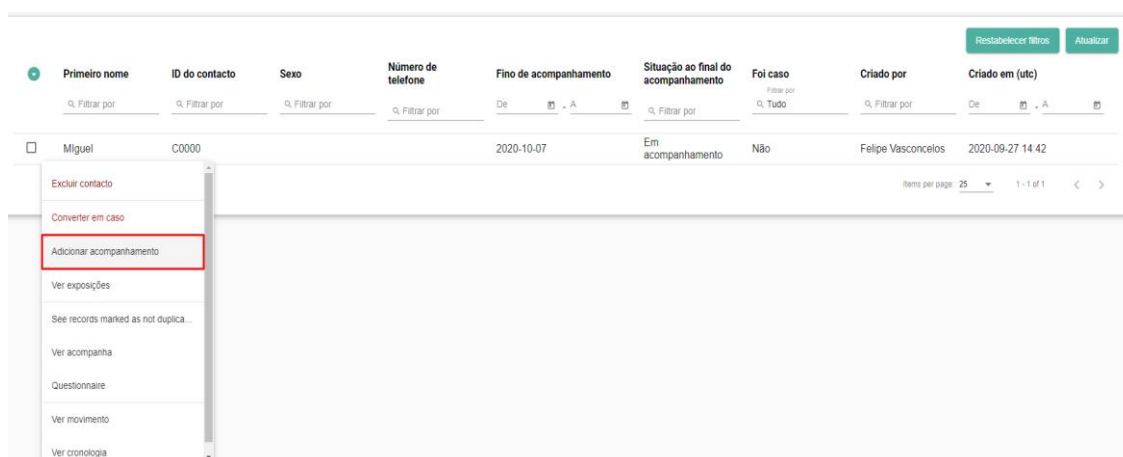 Restabelecer filtros Atualizar
Primeiro nome ID do contacto Sexo Número de telefone Fino de acompanhamento Situação ao final do acompanhamento Foi caso Criado por Criado em (utc)
Filtrar por
Filtrar por Filtrar por Filtrar por Filtrar por De - A Filtrar por Tudo Filtrar por De - A
MIguel C0000 2020-10-07 Em acompanhamento Não Felipe Vasconcelos 2020-09-27 14:42
Items per page: 25 1 - 1 of 1
Excluir contacto
Converter em caso
Adicionar acompanhamento
Ver exposições
See records marked as not duplica...
Ver acompanha
Questionnaire
Ver movimento
Ver cronologia